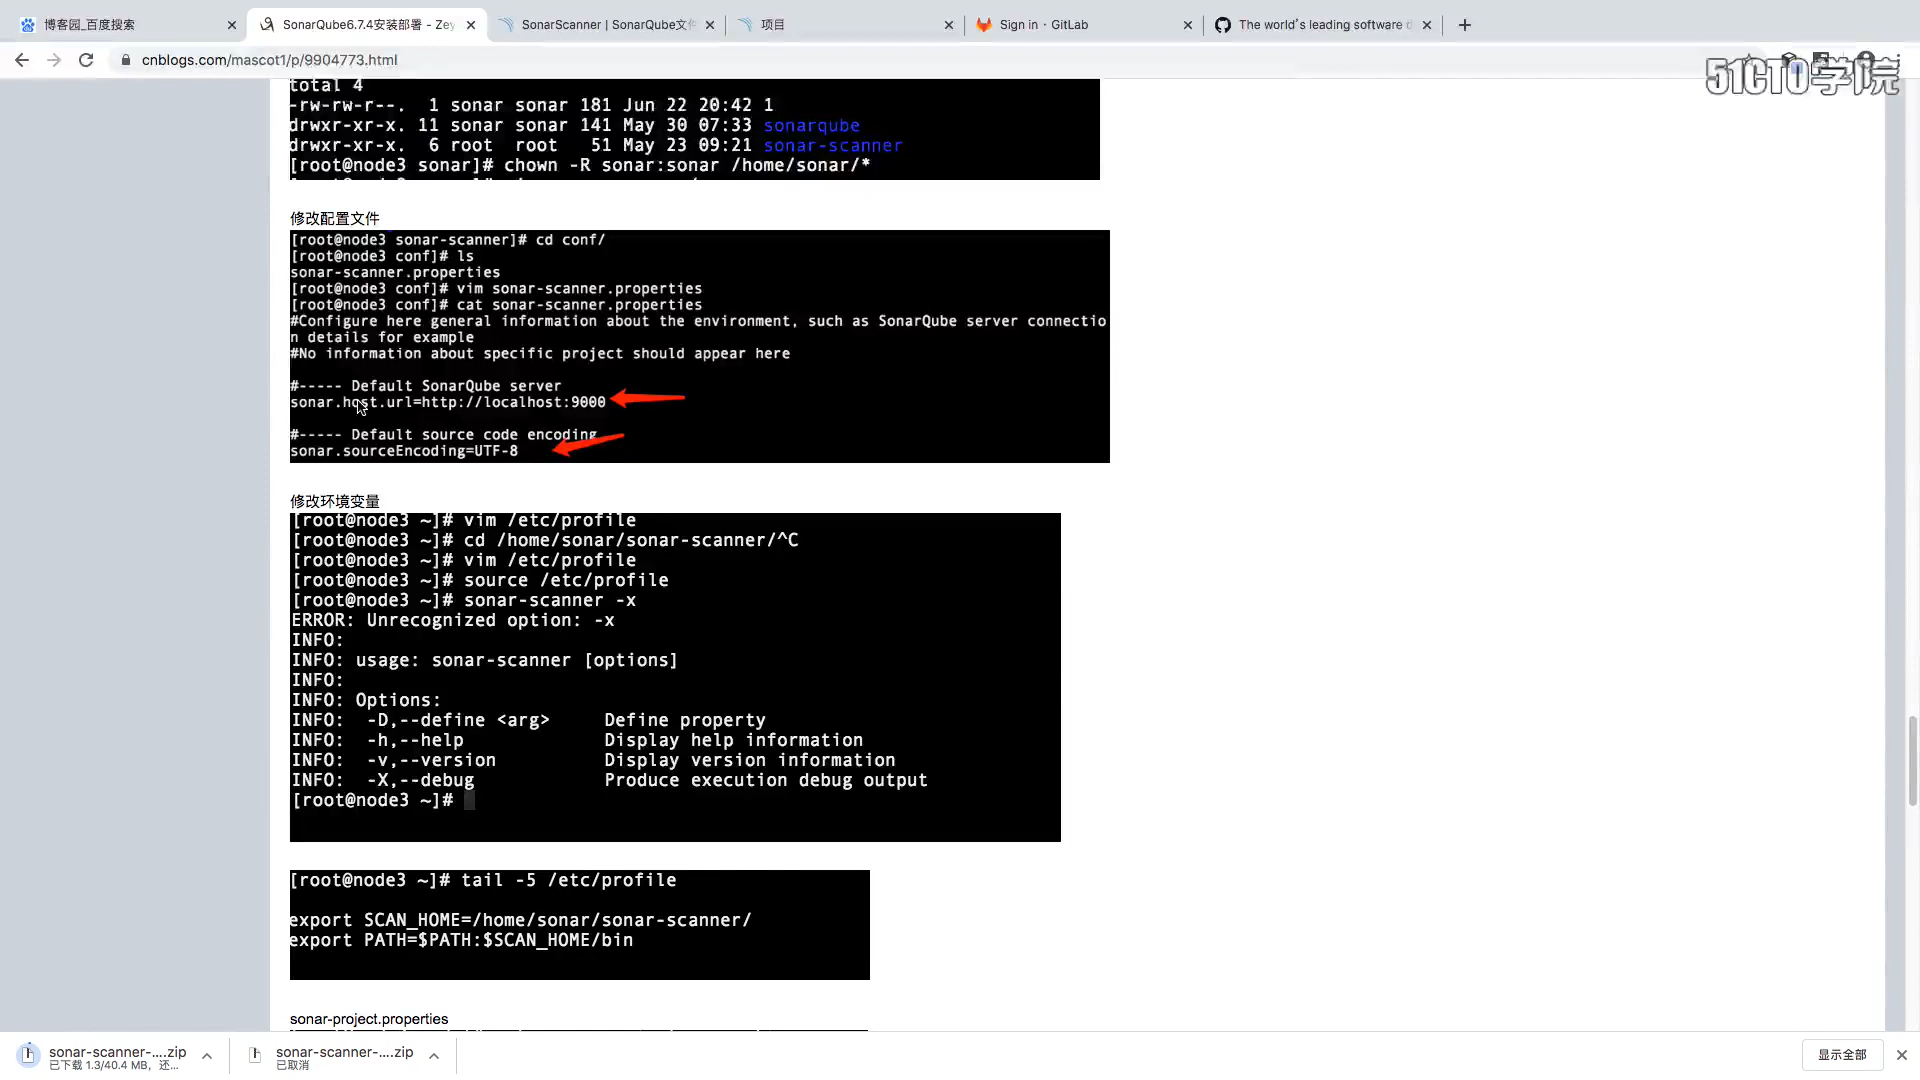 博客园_百度搜索
SonarQube6.7.4安装部署 - Zey
SonarScanner | SonarQube文件
项目
Sign in · GitLab
The world's leading software d
cnblogs.com/mascot1/p/9904773.html
51CTO学院
total 4
-rw-rw-r--. 1 sonar sonar 181 Jun 22 20:42 1
drwxr-xr-x. 11 sonar sonar 141 May 30 07:33 sonarqube
drwxr-xr-x. 6 root root 51 May 23 09:21 sonar-scanner
[root@node3 sonar]# chown -R sonar:sonar /home/sonar/*
修改配置文件
[root@node3 sonar-scanner]# cd conf/
[root@node3 conf]# ls
sonar-scanner.properties
[root@node3 conf]# vim sonar-scanner.properties
[root@node3 conf]# cat sonar-scanner.properties
#Configure here general information about the environment, such as SonarQube server connectio
n details for example
#No information about specific project should appear here
#----- Default SonarQube server
sonar.host.url=http://localhost:9000
#----- Default source code encoding
sonar.sourceEncoding=UTF-8
修改环境变量
[root@node3 ~]# vim /etc/profile
[root@node3 ~]# cd /home/sonar/sonar-scanner/^C
[root@node3 ~]# vim /etc/profile
[root@node3 ~]# source /etc/profile
[root@node3 ~]# sonar-scanner -x
ERROR: Unrecognized option: -x
INFO:
INFO: usage: sonar-scanner [options]
INFO:
INFO: Options:
INFO: -D,--define <arg> Define property
INFO: -h,--help Display help information
INFO: -v,--version Display version information
INFO: -X,--debug Produce execution debug output
[root@node3 ~]#
[root@node3 ~]# tail -5 /etc/profile
export SCAN_HOME=/home/sonar/sonar-scanner/
export PATH=$PATH:$SCAN_HOME/bin
sonar-project.properties
sonar-scanner-....zip
已下载 1.3/40.4 MB，还...
sonar-scanner-....zip
已取消
显示全部